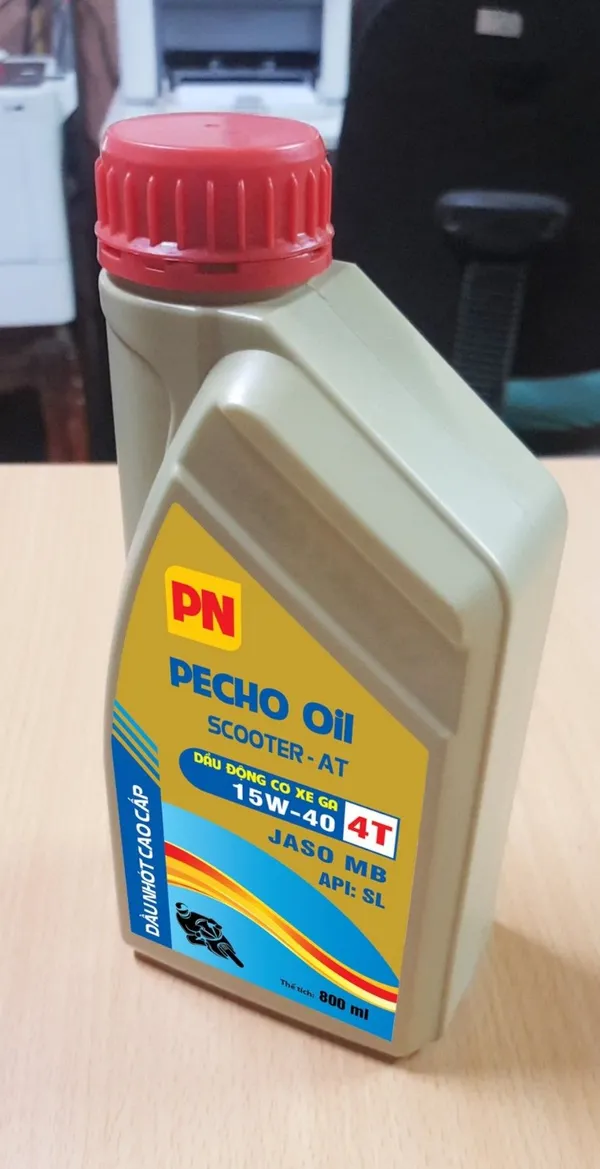 PN
PECHO Oil
SCOOTER - AT
DẦU ĐỘNG CƠ XE GA
15W-40
4T
JASO MB
API: SL
DẦU NHỚT CAO CẤP
Thể tích: 800 ml